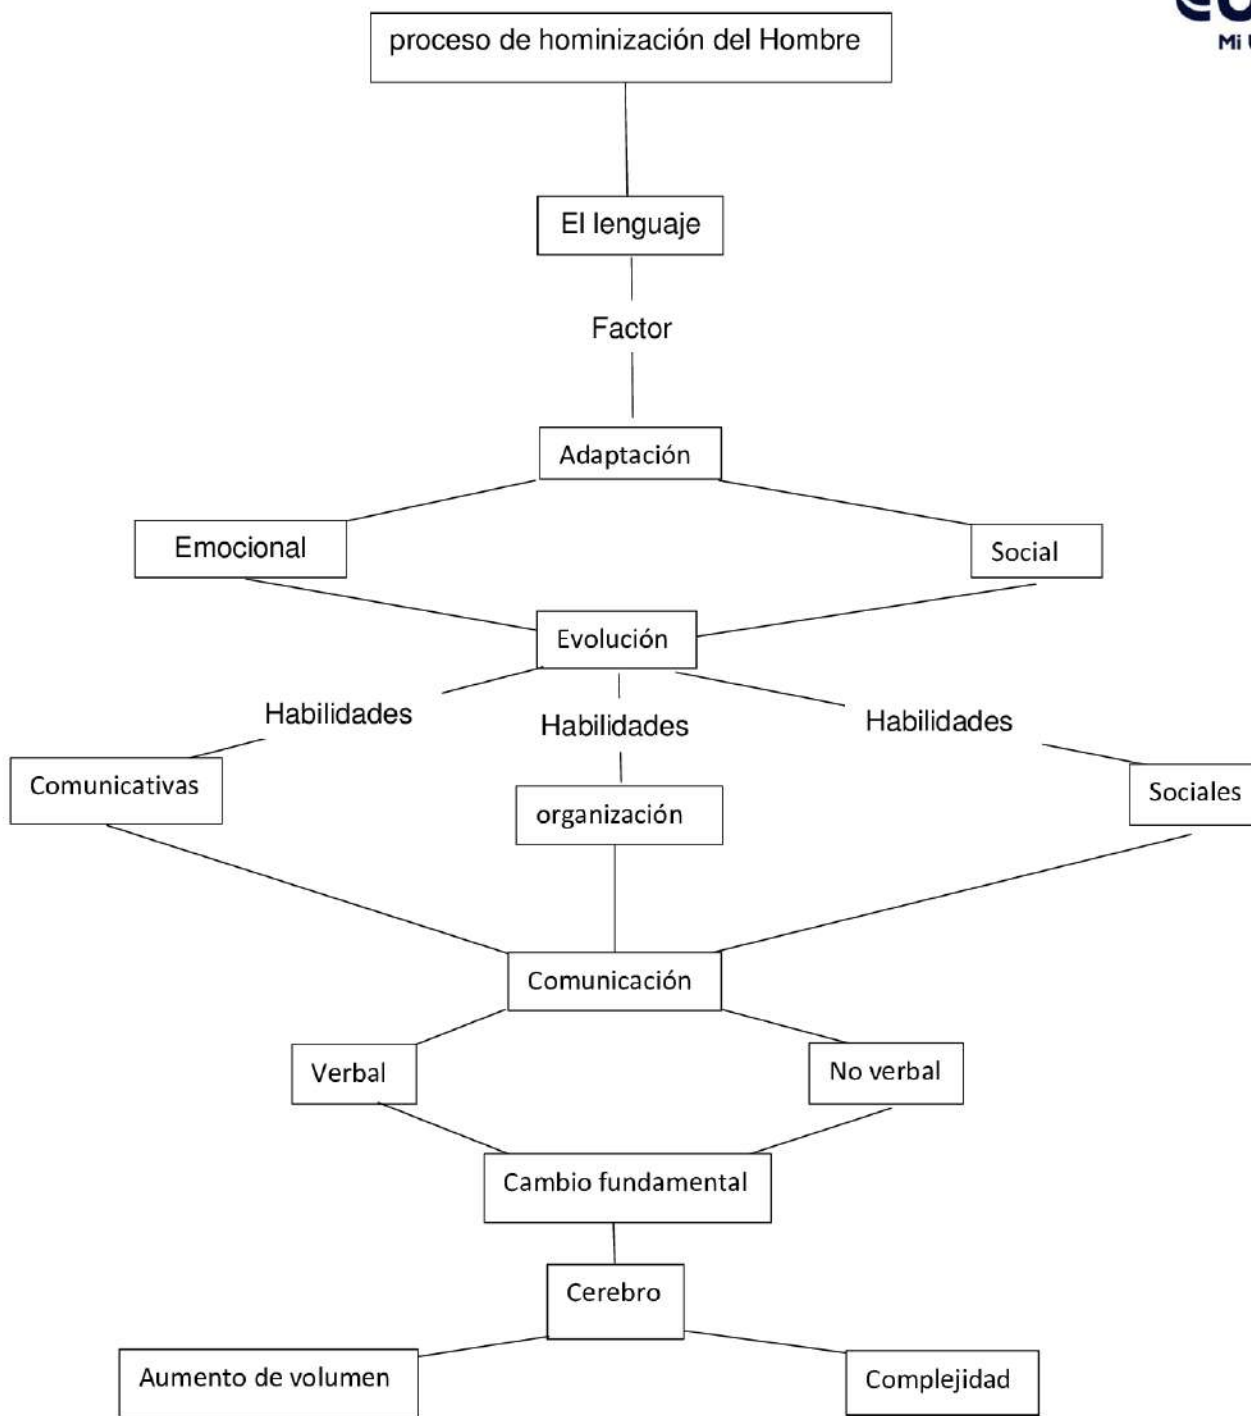 Mi
proceso de hominización del Hombre
El lenguaje
Factor
Adaptación
Emocional
Social
Evolución
Habilidades
Habilidades
Habilidades
Comunicativas
organización
Sociales
Comunicación
Verbal
No verbal
Cambio fundamental
Cerebro
Aumento de volumen
Complejidad